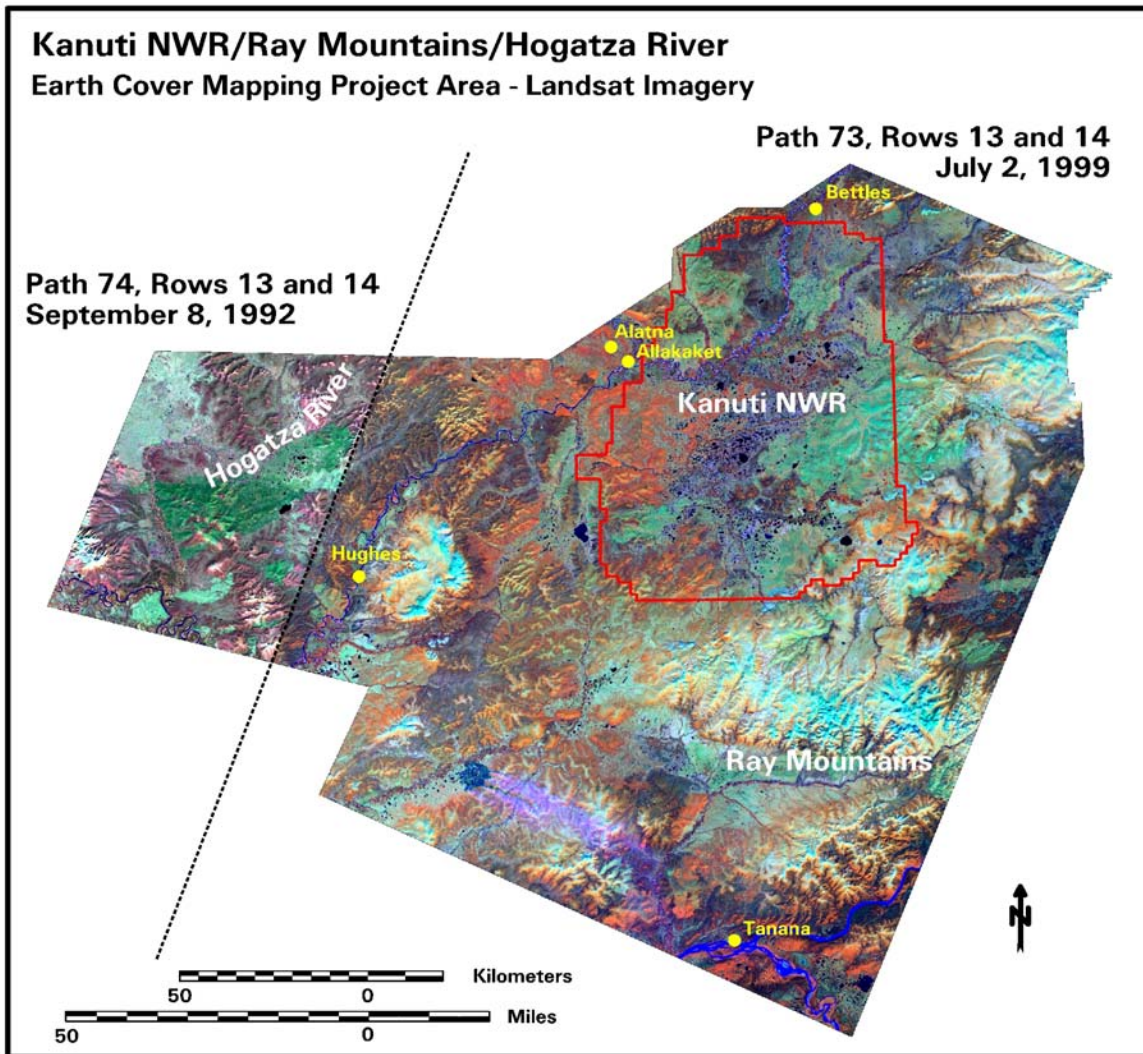 Kanuti NWR/Ray Mountains/Hogatza River
Earth Cover Mapping Project Area - Landsat Imagery
Path 73, Rows 13 and 14
July 2, 1999
Bettles
Path 74, Rows 13 and 14
September 8, 1992
Alatna
Allakaket
Hogatza River
Kanuti NWR
Hughes
Ray Mountains
N
Tanana
Kilometers
50 0
Miles
50 0